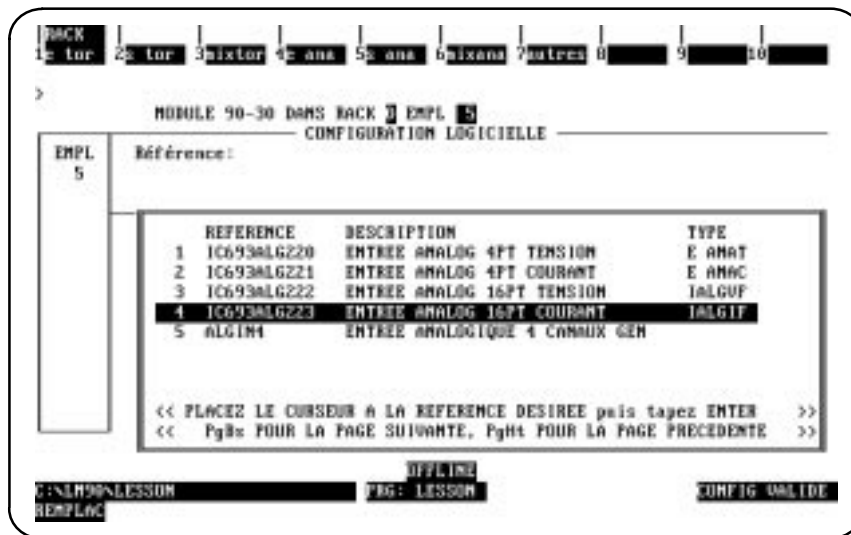 RACK
1e tor 2s tor 3mixtor 4e ana 5s ana 6mixana 7autres 8 9 10
>
MODULE 90-30 DANS RACK 0 EMPL 5
CONFIGURATION LOGICIELLE
EMPL Référence:
5
REFERENCE DESCRIPTION TYPE
1 IC693ALG220 ENTREE ANALOG 4PT TENSION E ANAT
2 IC693ALG221 ENTREE ANALOG 4PT COURANT E ANAC
3 IC693ALG222 ENTREE ANALOG 16PT TENSION IALGVF
4 IC693ALG223 ENTREE ANALOG 16PT COURANT IALGIF
5 ALGIN4 ENTREE ANALOGIQUE 4 CANAUX GEN
<< PLACEZ LE CURSEUR A LA REFERENCE DESIREE puis tapez ENTER >>
<< PgBs POUR LA PAGE SUIVANTE, PgHt POUR LA PAGE PRECEDENTE >>
OFFLINE
C:\LM90\LESSON PRG: LESSON CONFIG VALIDE
REMPLAC